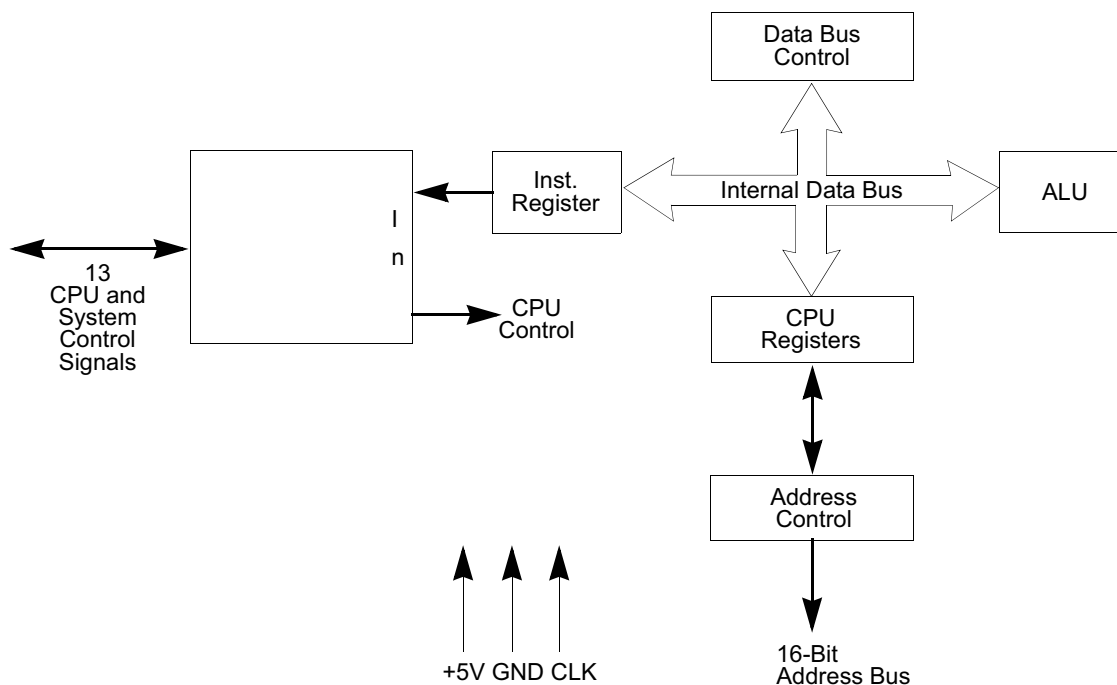 Data Bus
Control
Inst.
Register
Internal Data Bus
ALU
I
n
13
CPU and
System
Control
Signals
CPU
Control
CPU
Registers
Address
Control
+5V GND CLK
16-Bit
Address Bus